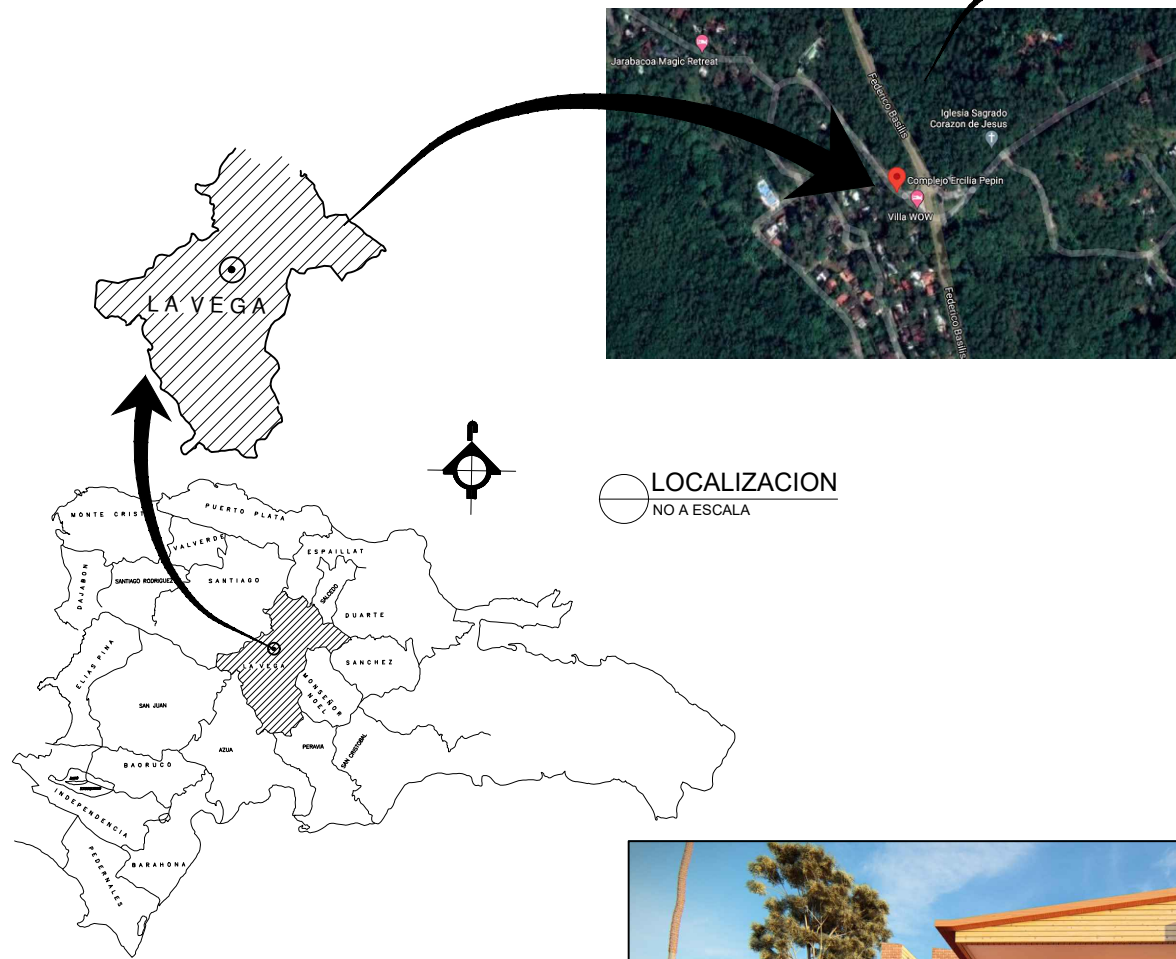 Jarabacoa Magic Retreat
Federico Basilis
Iglesia Sagrado
Corazon de Jesus
Complejo Ercilia Pepin
Villa WOW
Federico Basilis
LA VEGA
LOCALIZACION
NO A ESCALA
MONTE CRIST
PUERTO PLATA
VALVERDE
ESPAILLAT
DAJABON
SANTIAGO RODRIGUEZ
SANTIAGO
SALCEDO
DUARTE
ELIAS PINA
LA VEGA
SANCHEZ
MONSEÑOR
NOEL
SAN JUAN
AZUA
PERAVIA
SAN CRISTOBAL
BAORUCO
INDEPENDENCIA
BARAHONA
PEDERNALES